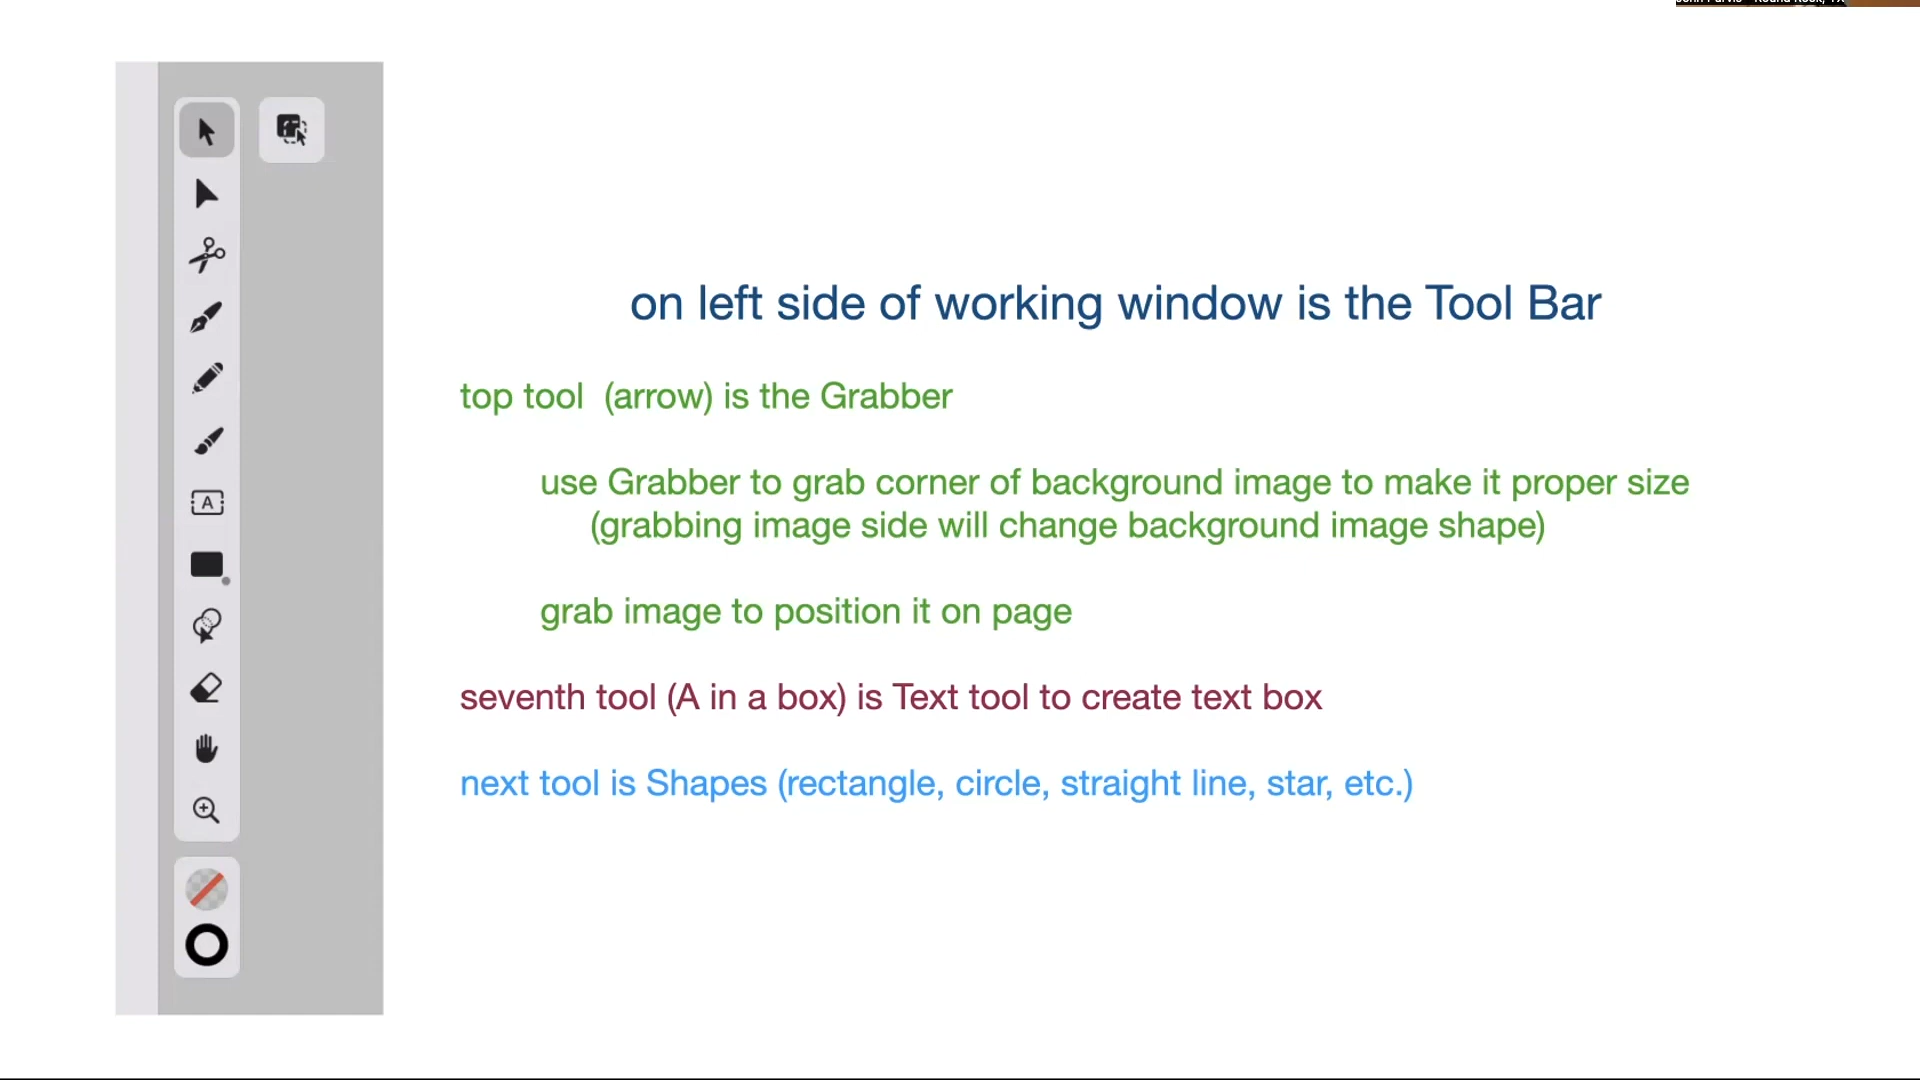 A
on left side of working window is the Tool Bar
top tool (arrow) is the Grabber
use Grabber to grab corner of background image to make it proper size
(grabbing image side will change background image shape)
grab image to position it on page
seventh tool (A in a box) is Text tool to create text box
next tool is Shapes (rectangle, circle, straight line, star, etc.)